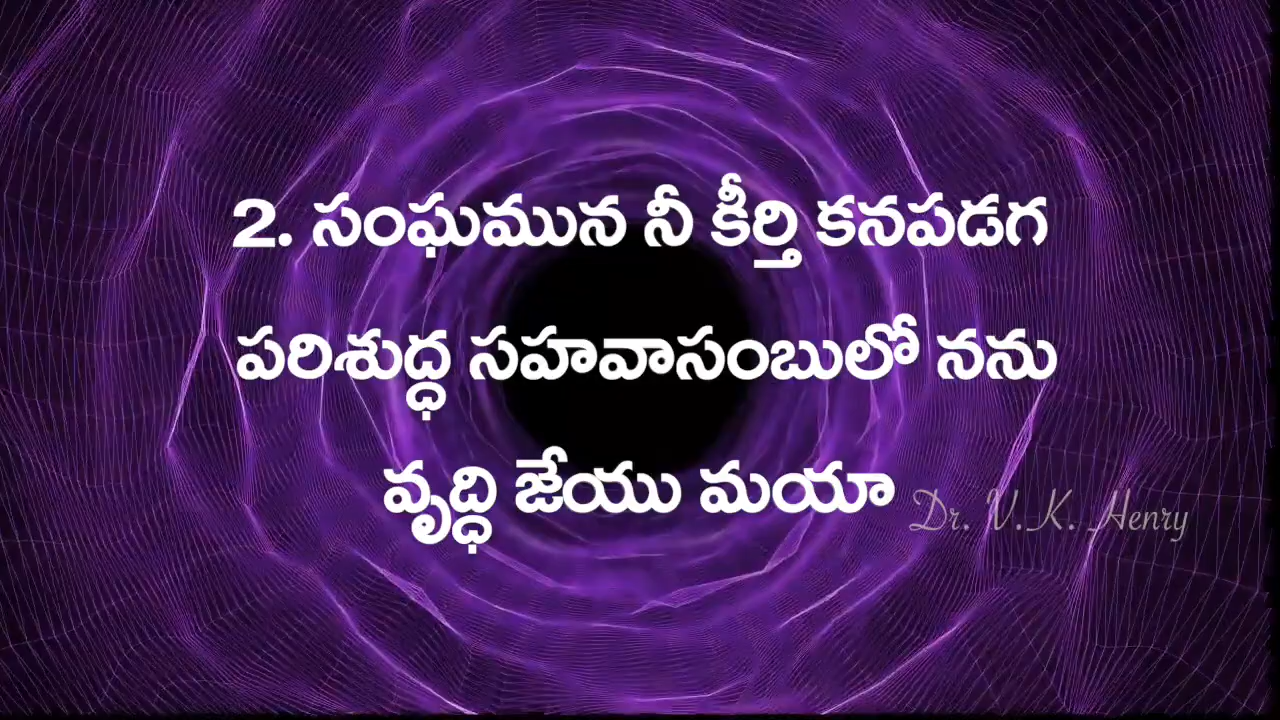 2. సంఘమున నీ కీర్తి కనపడగ
పరిశుద్ధ సహవాసంబులో నను
వృద్ధి జేయు మయా
Dr. V. K. Henry